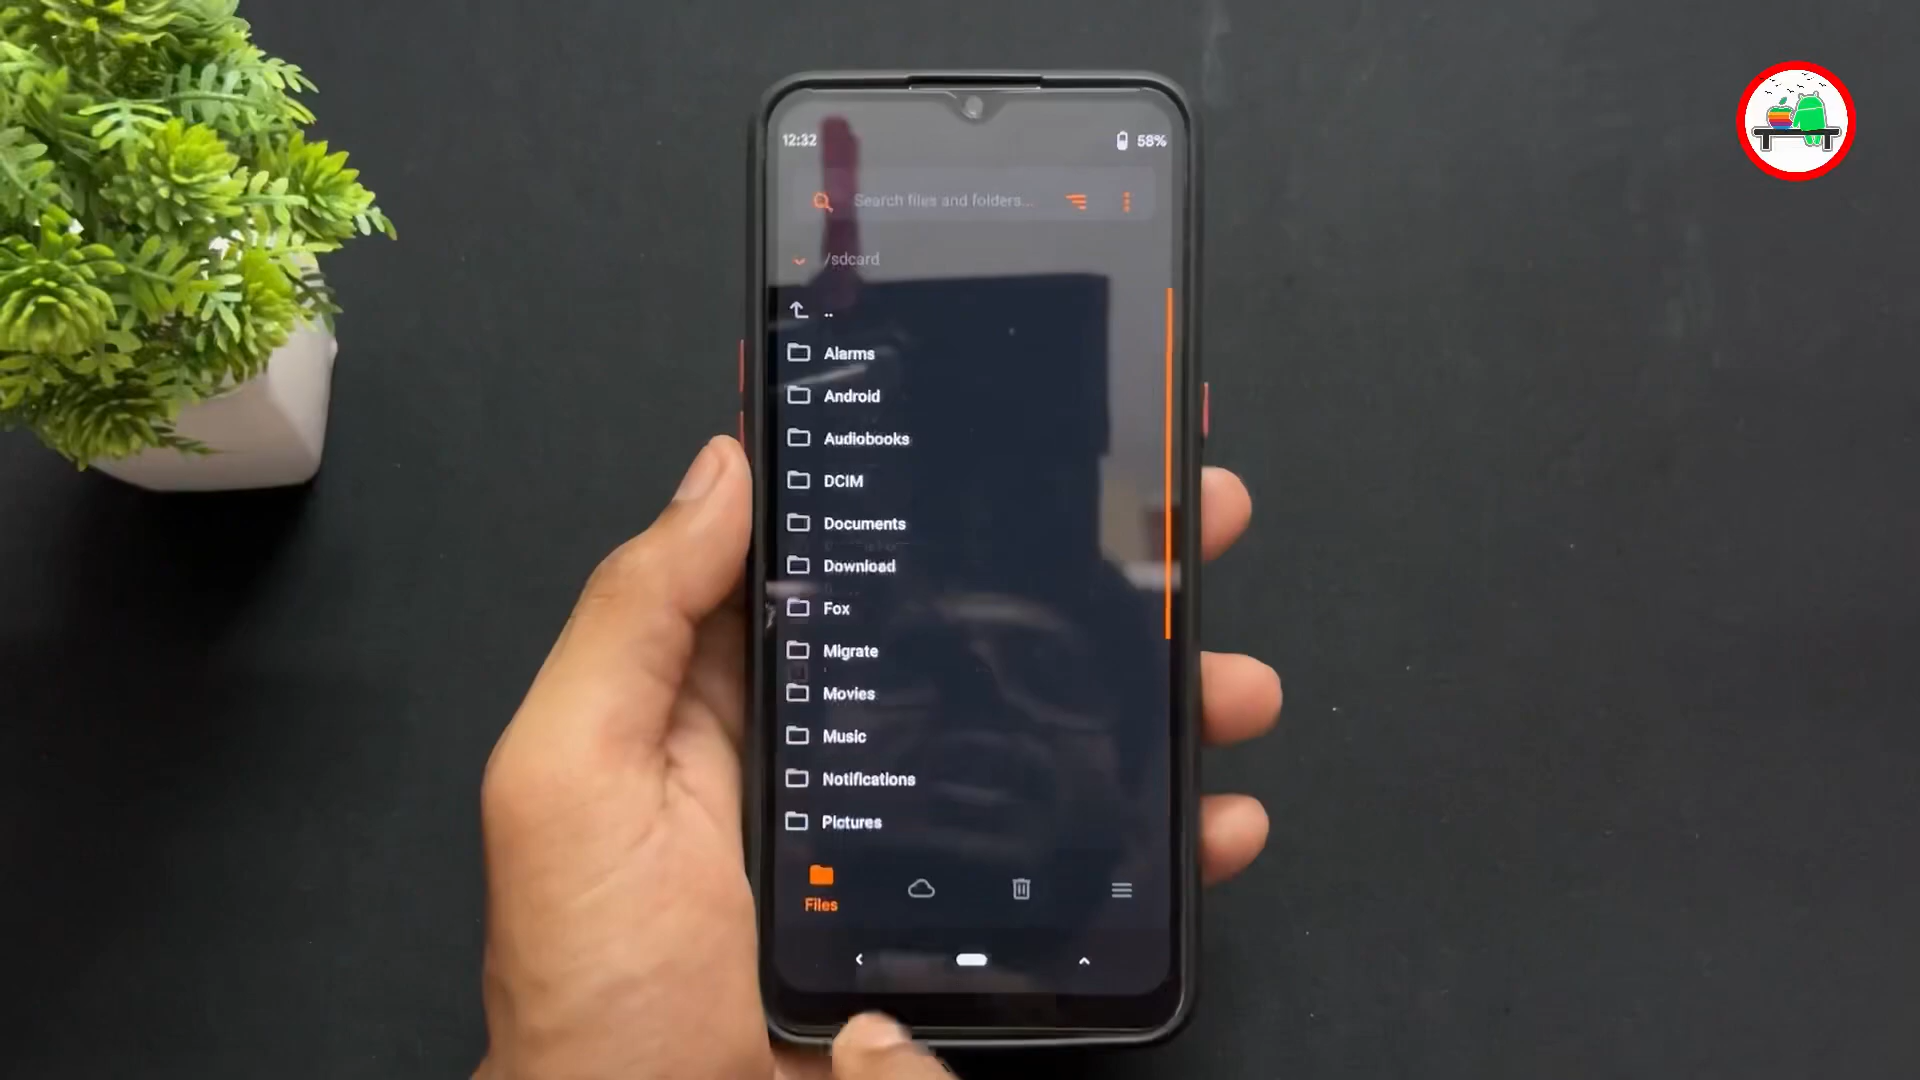 12:32 58%
Search files and folders...
/sdcard
..
Alarms
Android
Audiobooks
DCIM
Documents
Download
Fox
Migrate
Movies
Music
Notifications
Pictures
Files